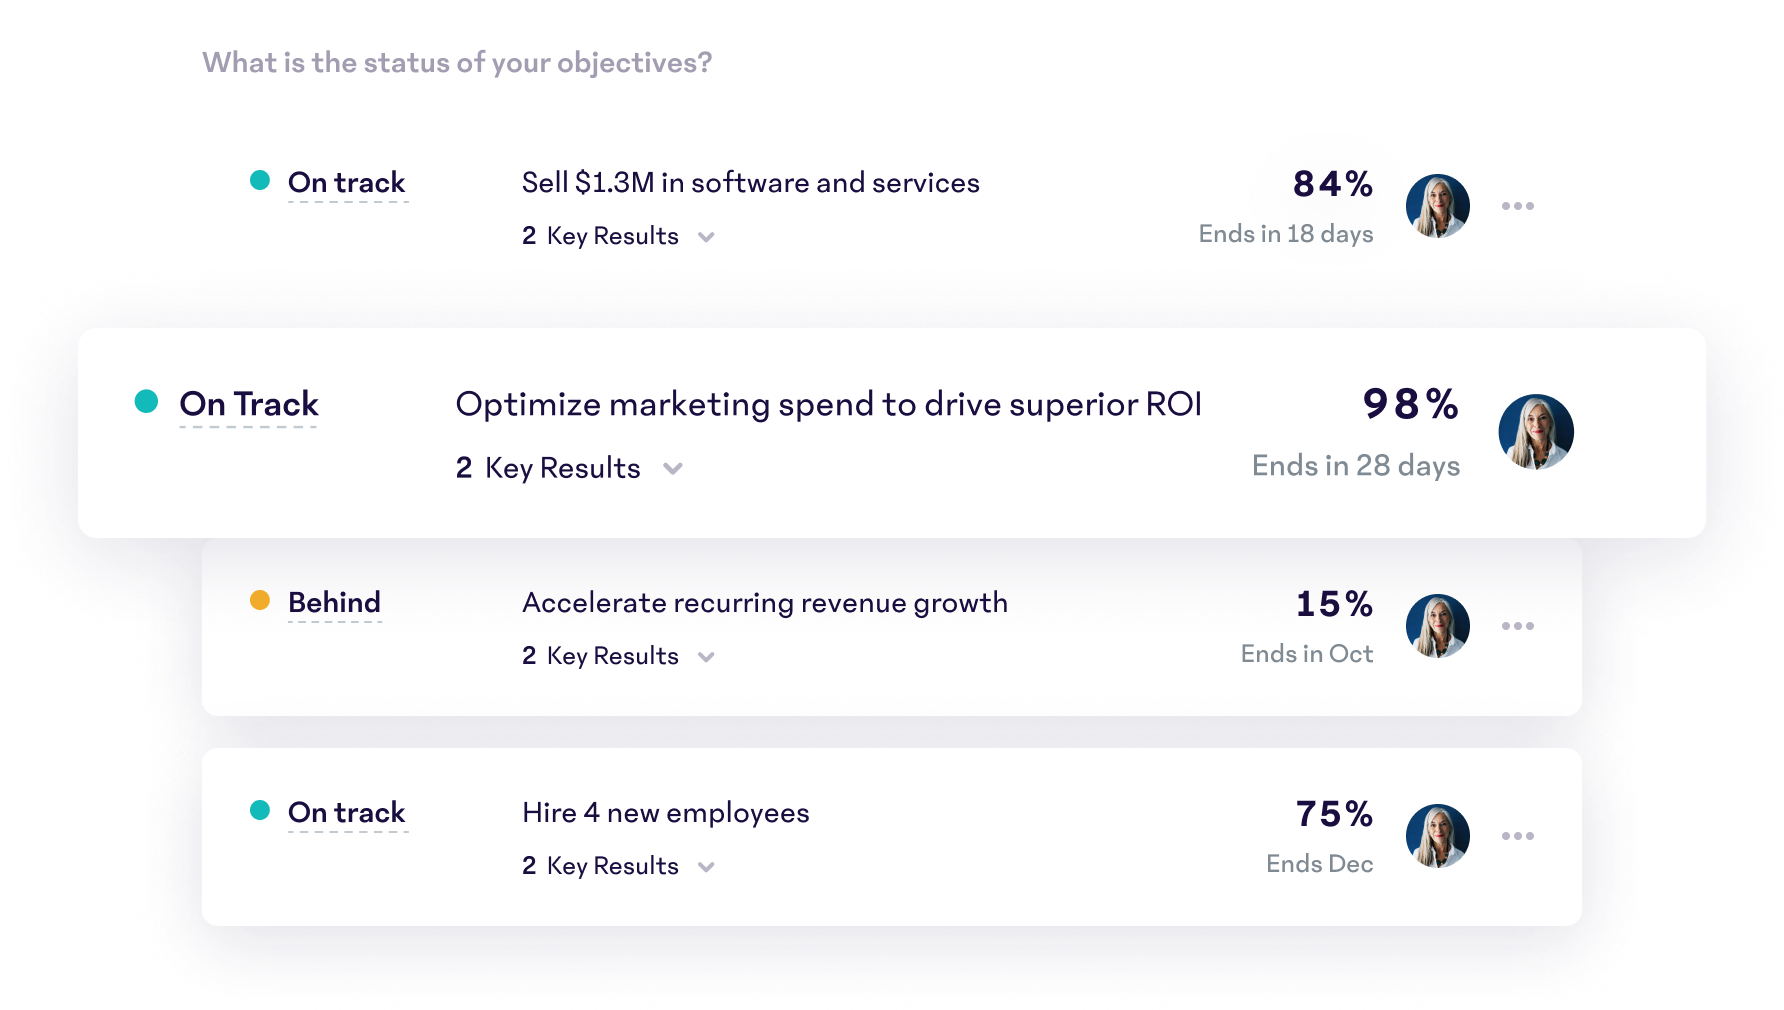 What is the status of your objectives?
On track
Sell $1.3M in software and services
84%
2 Key Results
Ends in 18 days
On Track
Optimize marketing spend to drive superior ROI
98%
2 Key Results
Ends in 28 days
Behind
Accelerate recurring revenue growth
15%
2 Key Results
Ends in Oct
On track
Hire 4 new employees
75%
2 Key Results
Ends Dec